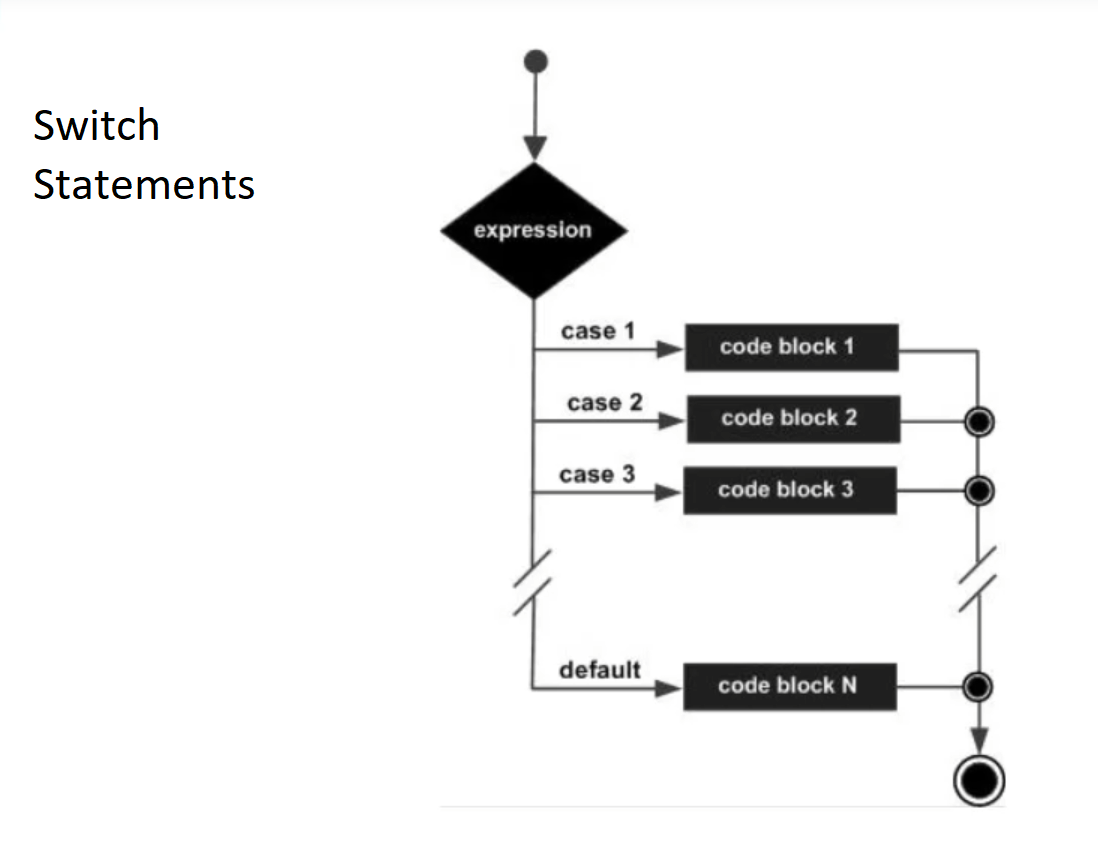 Switch
Statements
expression
case 1
code block 1
case 2
code block 2
case 3
code block 3
default
code block N